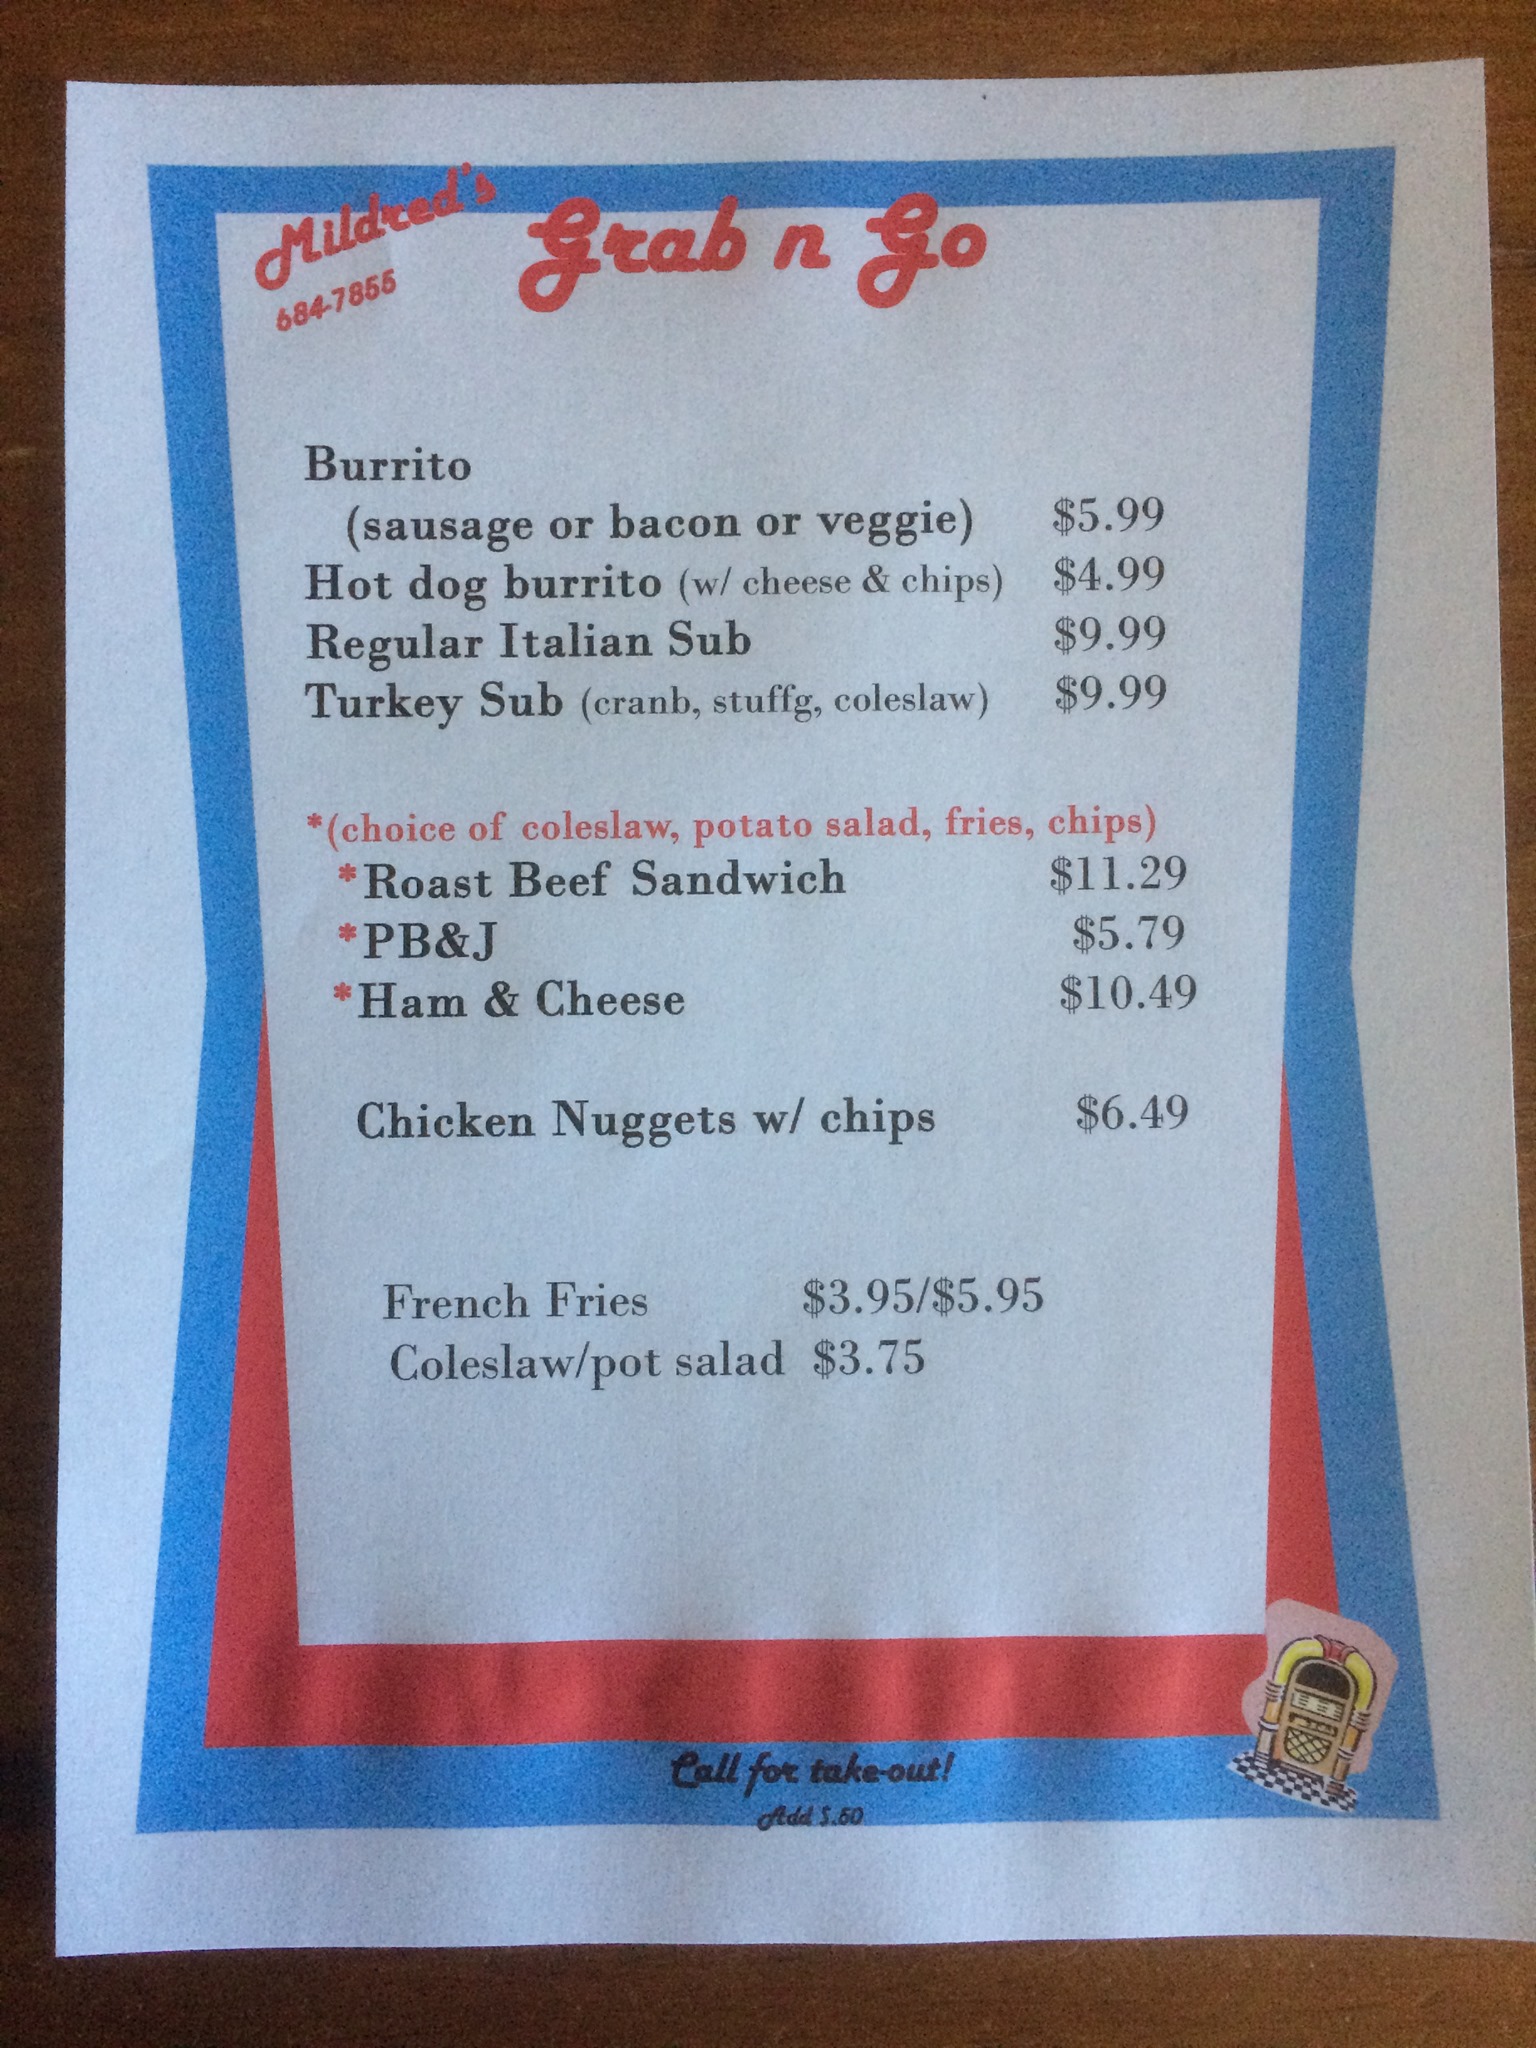 Mildred's
684-7855
Grab n Go
Burrito
(sausage or bacon or veggie) $5.99
Hot dog burrito (w/ cheese & chips) $4.99
Regular Italian Sub $9.99
Turkey Sub (cranb, stuffg, coleslaw) $9.99
*(choice of coleslaw, potato salad, fries, chips)
*Roast Beef Sandwich $11.29
*PB&J $5.79
*Ham & Cheese $10.49
Chicken Nuggets w/ chips $6.49
French Fries $3.95/$5.95
Coleslaw/pot salad $3.75
Call for take-out!
Add $.50